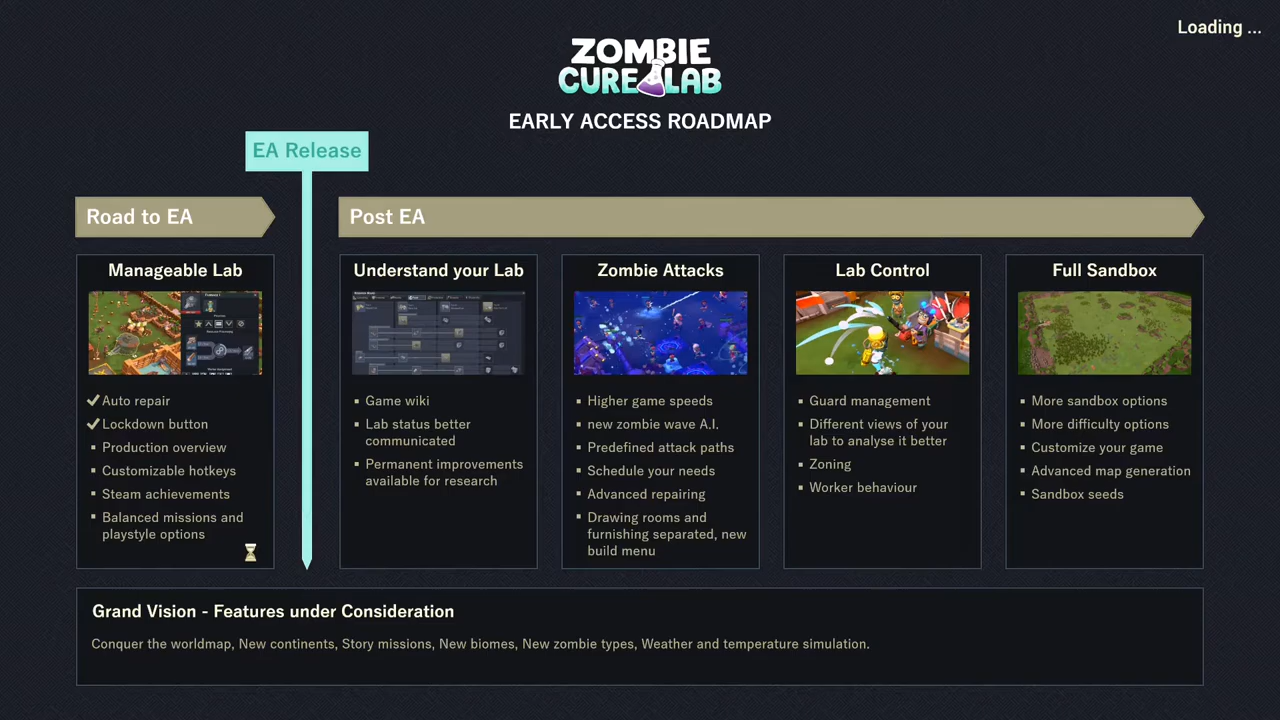 Loading ...
ZOMBIE
CURE LAB
EARLY ACCESS ROADMAP
EA Release
Road to EA
Post EA
Manageable Lab
Auto repair
Lockdown button
Production overview
Customizable hotkeys
Steam achievements
Balanced missions and
playstyle options
Understand your Lab
Game wiki
Lab status better
communicated
Permanent improvements
available for research
Zombie Attacks
Higher game speeds
new zombie wave A.I.
Predefined attack paths
Schedule your needs
Advanced repairing
Drawing rooms and
furnishing separated, new
build menu
Lab Control
Guard management
Different views of your
lab to analyse it better
Zoning
Worker behaviour
Full Sandbox
More sandbox options
More difficulty options
Customize your game
Advanced map generation
Sandbox seeds
Grand Vision - Features under Consideration
Conquer the worldmap, New continents, Story missions, New biomes, New zombie types, Weather and temperature simulation.